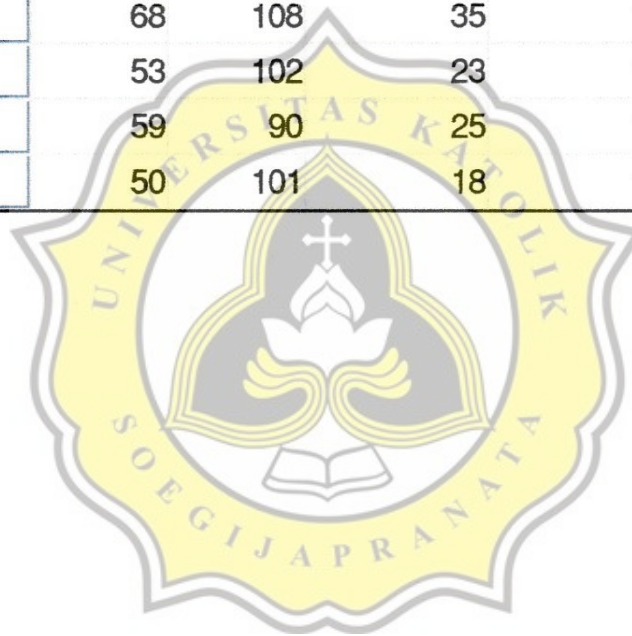 68 108 35
53 102 23
59 90 25
50 101 18
UNIVERSITAS KATOLIK
SOEGIJAPRANATA